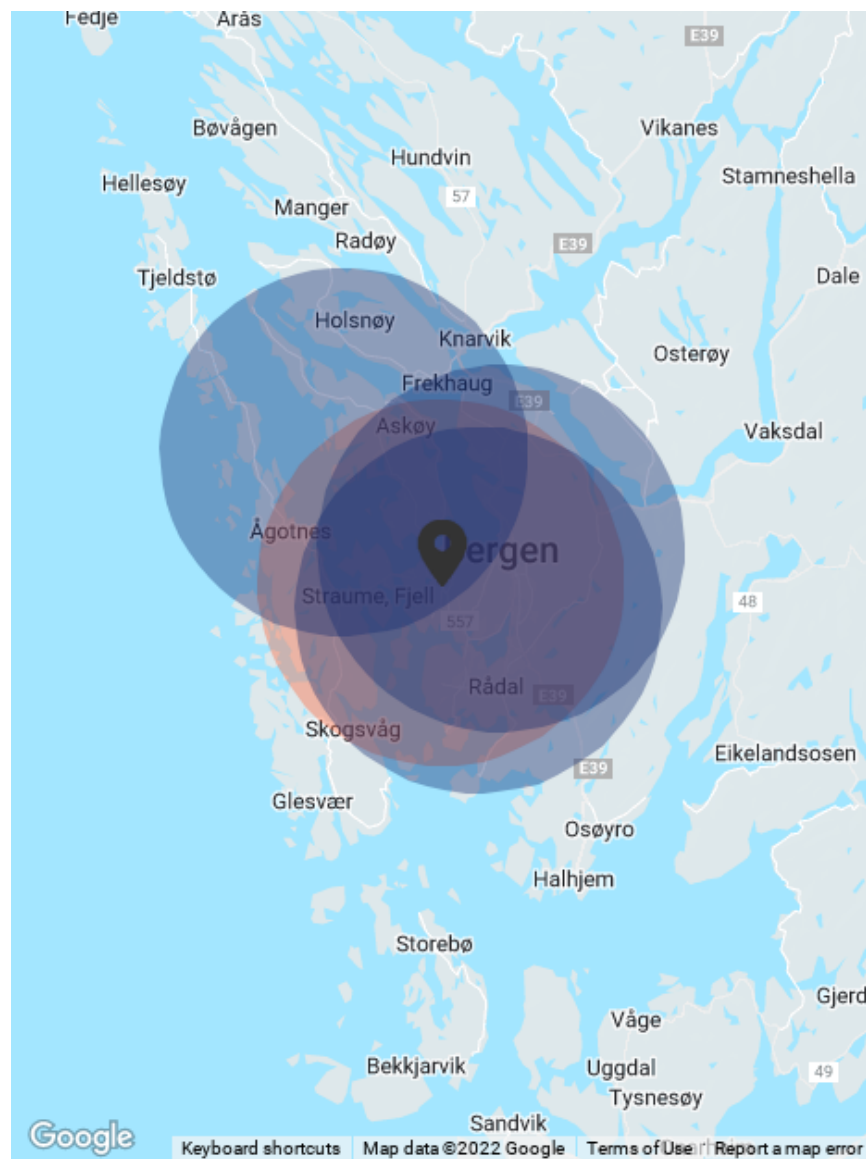 Fedje
Arås
E39
Bøvågen
Vikanes
Hundvin
Hellesøy
Stamneshella
57
Manger
Radøy
E39
Tjeldstø
Dale
Holsnøy
Knarvik
Osterøy
Frekhaug
E39
Askøy
Vaksdal
Ågotnes
ergen
Straume, Fjell
48
557
Rådal
E39
Skogsvåg
Eikelandsosen
E39
Glesvær
Osøyro
Halhjem
Storebø
Gjerd
Våge
Bekkjarvik
Uggdal
49
Tysnesøy
Sandvik
Google
Keyboard shortcuts
Map data ©2022 Google
Terms of Use
Report a map error